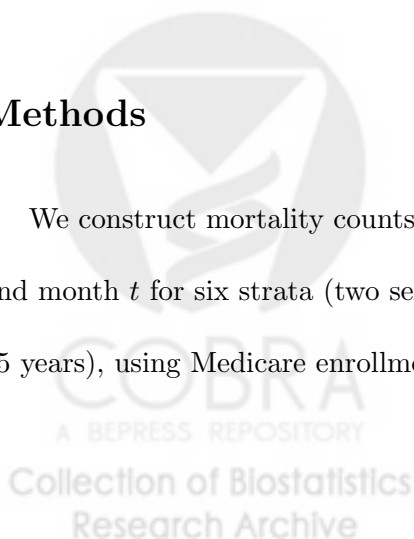 Methods
We construct mortality counts
nd month t for six strata (two se
5 years), using Medicare enrollme
COBRA
A BEPRESS REPOSITORY
Collection of Biostatistics
Research Archive